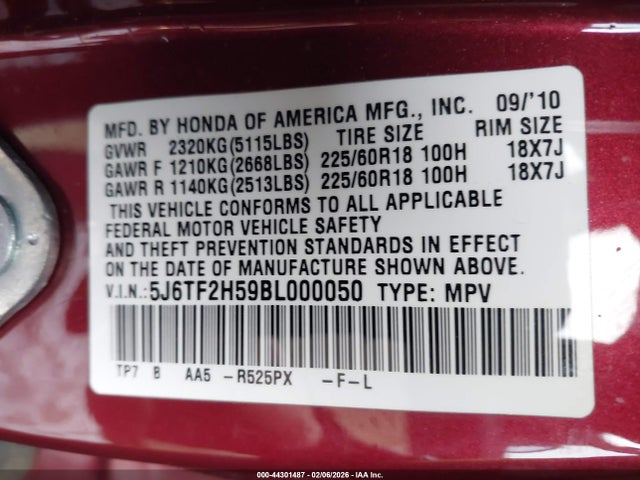 MFD. BY HONDA OF AMERICA MFG., INC. 09/'10
GVWR 2320KG(5115LBS) TIRE SIZE RIM SIZE
GAWR F 1210KG(2668LBS) 225/60R18 100H 18X7J
GAWR R 1140KG(2513LBS) 225/60R18 100H 18X7J
THIS VEHICLE CONFORMS TO ALL APPLICABLE
FEDERAL MOTOR VEHICLE SAFETY
AND THEFT PREVENTION STANDARDS IN EFFECT
ON THE DATE OF MANUFACTURE SHOWN ABOVE.
V.I.N.:5J6TF2H59BL000050 TYPE: MPV
TP7 B AA5 -R525PX -F-L
000-44301487 - 02/06/2026 - IAA Inc.